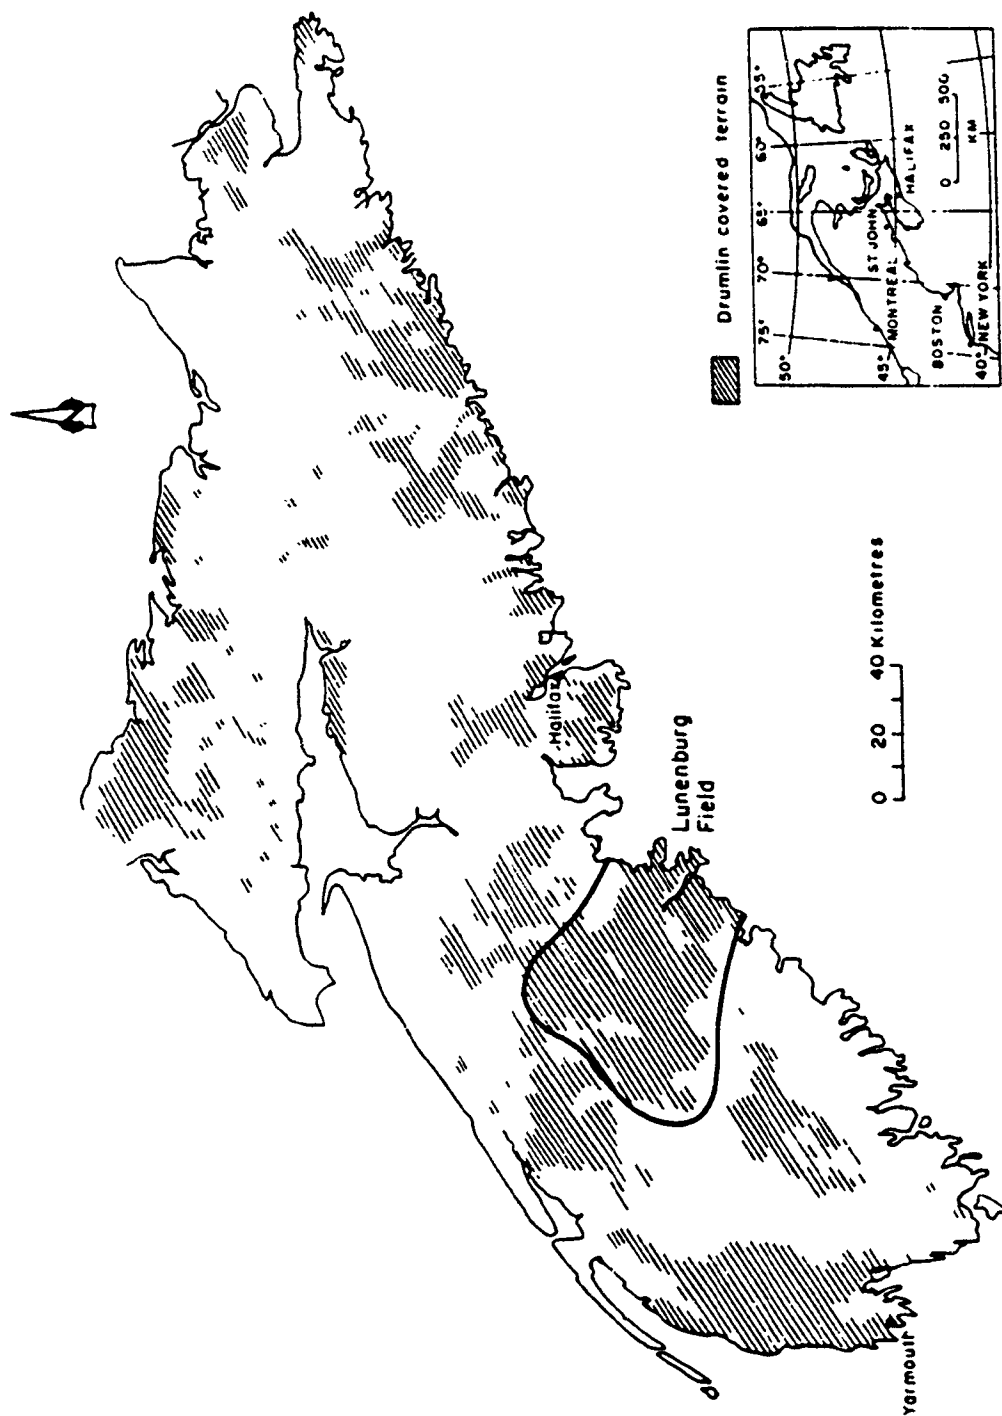 Halifax
Lunenburg
Field
Yarmouth
0 20 40 Kilometres
Drumlin covered terrain
75° 70° 65° 60° 55°
50°
45°
40°
MONTREAL
ST JOHN
HALIFAX
BOSTON
NEW YORK
0 250 500
KM